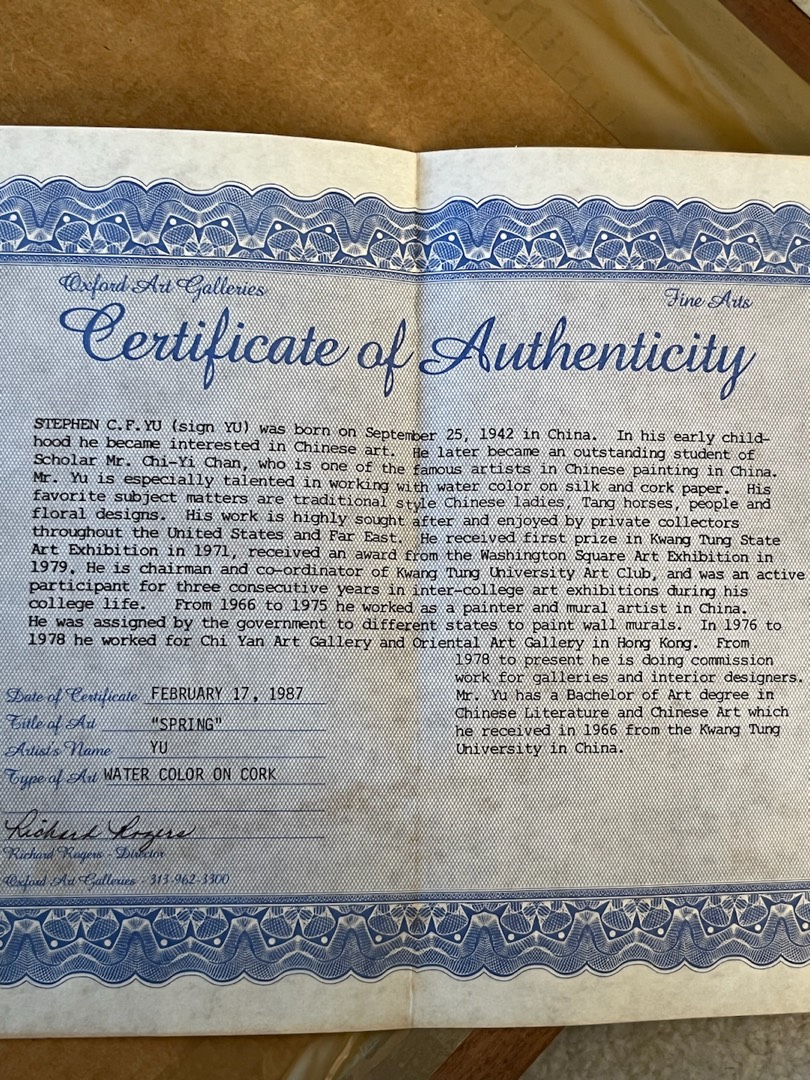 Oxford Art Galleries
Fine Arts
Certificate of Authenticity
STEPHEN C.F.YU (sign YU) was born on September 25, 1942 in China. In his early child-
hood he became interested in Chinese art. He later became an outstanding student of
Scholar Mr. Chi-Yi Chan, who is one of the famous artists in Chinese painting in China.
Mr. Yu is especially talented in working with water color on silk and cork paper. His
favorite subject matters are traditional style Chinese ladies, Tang horses, people and
floral designs. His work is highly sought after and enjoyed by private collectors
throughout the United States and Far East. He received first prize in Kwang Tung State
Art Exhibition in 1971, received an award from the Washington Square Art Exhibition in
1979. He is chairman and co-ordinator of Kwang Tung University Art Club, and was an active
participant for three consecutive years in inter-college art exhibitions during his
college life. From 1966 to 1975 he worked as a painter and mural artist in China.
He was assigned by the government to different states to paint wall murals. In 1976 to
1978 he worked for Chi Yan Art Gallery and Oriental Art Gallery in Hong Kong. From
1978 to present he is doing commission
work for galleries and interior designers.
Mr. Yu has a Bachelor of Art degree in
Chinese Literature and Chinese Art which
he received in 1966 from the Kwang Tung
University in China.
Date of Certificate FEBRUARY 17, 1987
Title of Art "SPRING"
Artist's Name YU
Type of Art WATER COLOR ON CORK
Richard Rogers
Richard Rogers - Director
Oxford Art Galleries - 313-962-3300